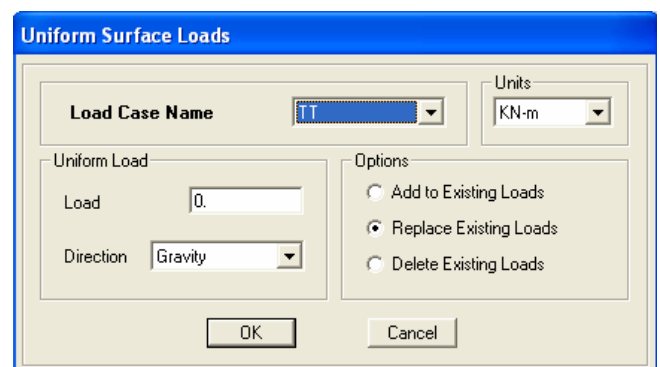 Uniform Surface Loads
Units
Load Case Name TT KN-m
Uniform Load
Options
Load 0.
Add to Existing Loads
Replace Existing Loads
Direction Gravity
Delete Existing Loads
OK Cancel